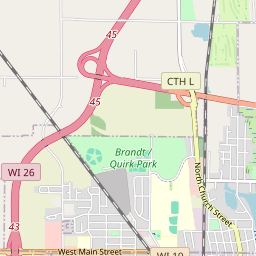 45
CTH L
45
Brandt /
Quirk Park
WI 26
North Church Street
43
West Main Street
WI 19